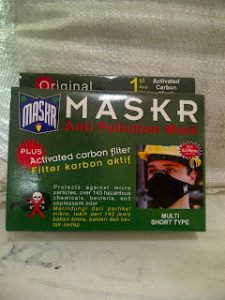 Original 1st Activated
And Carbon
MASKR
MASKR
Anti Pollution Mask
PLUS
Activated carbon filter
Filter karbon aktif
Protects against micro
particles, over 140 hazardous
chemicals, bacteria, and
unpleasant odor
Melindungi dari partikel
mikro, lebih dari 140 jenis
bahan kimia, bakteri dan bau
tak sedap.
MULTI
SHORT TYPE